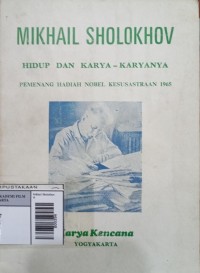 MIKHAIL SHOLOKHOV
HIDUP DAN KARYA-KARYANYA
PEMENANG HADIAH NOBEL KESUSASTRAAN 1965
Karya Kencana
YOGYAKARTA